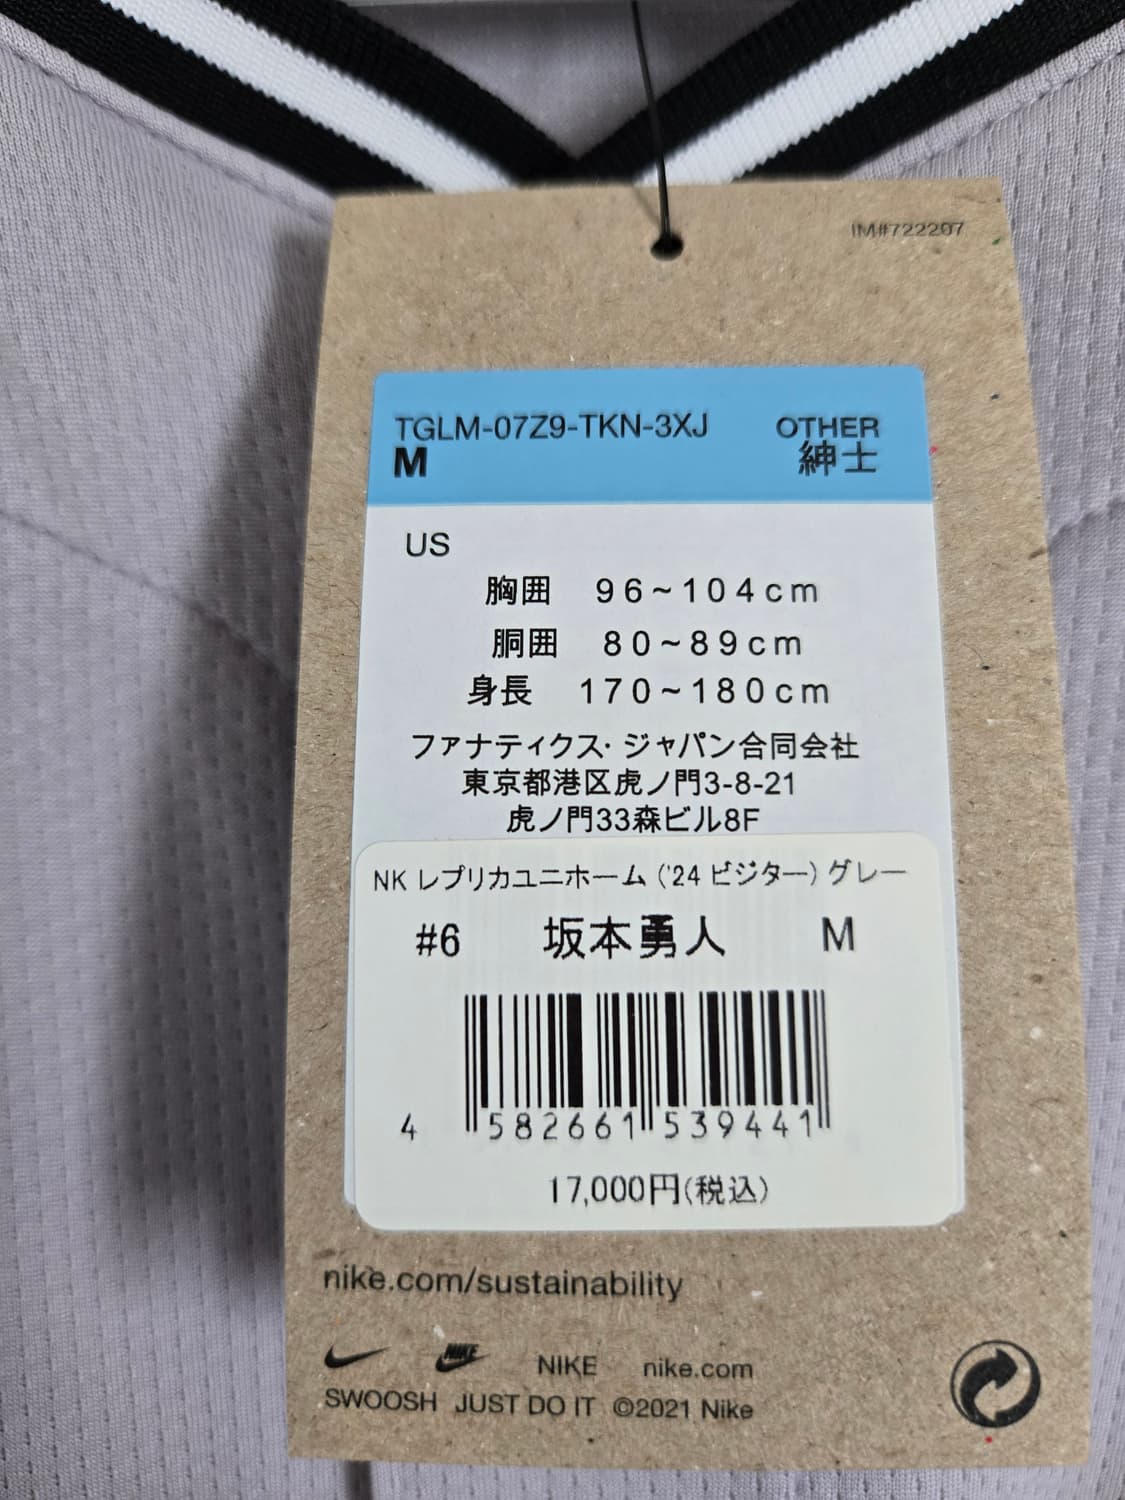 IM#722207
TGLM-07Z9-TKN-3XJ OTHER
M 紳士
US
胸囲 96~104cm
胴囲 80~89cm
身長 170~180cm
ファナティクス・ジャパン合同会社
東京都港区虎ノ門3-8-21
虎ノ門33森ビル8F
NK レプリカユニホーム ('24 ビジター) グレー
#6 坂本勇人 M
4 582661 539441
17,000円(税込)
nike.com/sustainability
NIKE NIKE nike.com
SWOOSH JUST DO IT ©2021 Nike